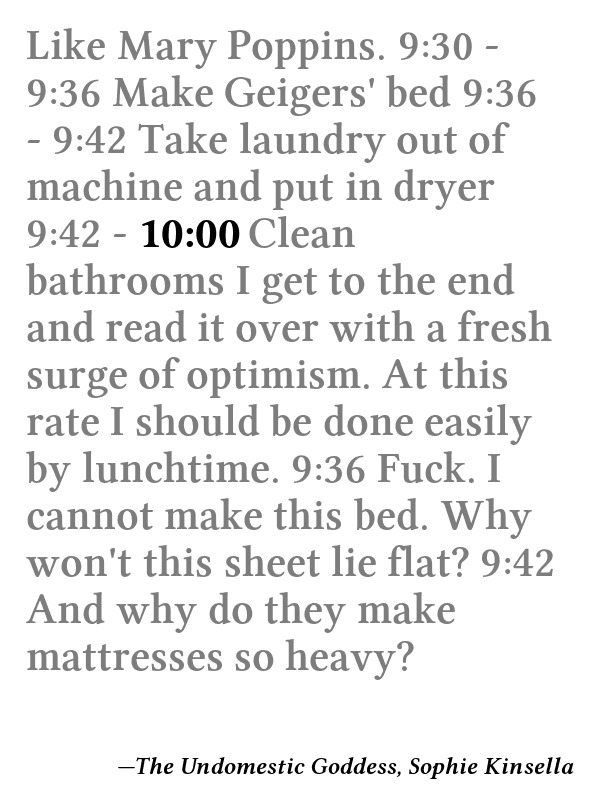 Like Mary Poppins. 9:30 -
9:36 Make Geigers' bed 9:36
- 9:42 Take laundry out of
machine and put in dryer
9:42 - 10:00 Clean
bathrooms I get to the end
and read it over with a fresh
surge of optimism. At this
rate I should be done easily
by lunchtime. 9:36 Fuck. I
cannot make this bed. Why
won't this sheet lie flat? 9:42
And why do they make
mattresses so heavy?
—The Undomestic Goddess, Sophie Kinsella